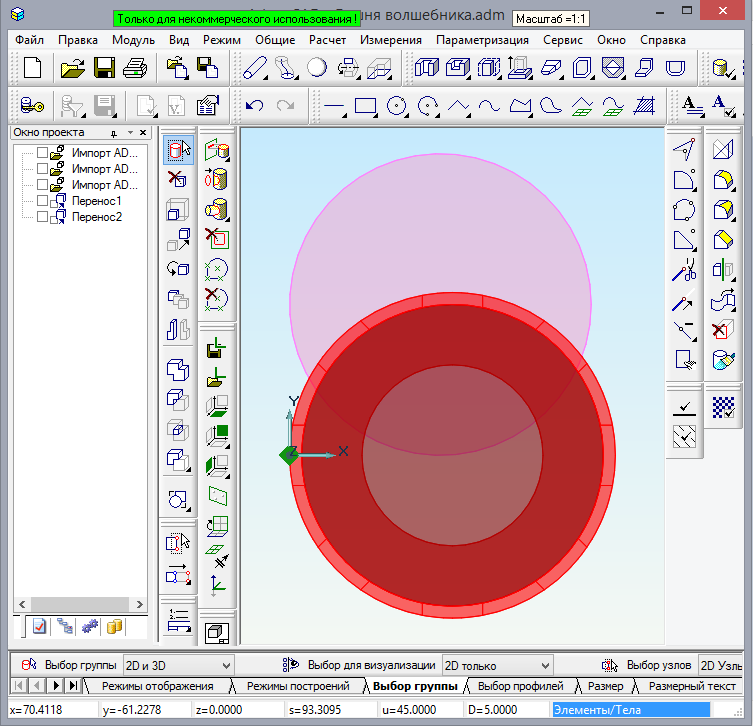 Только для некоммерческого использования !
няя волшебника.adm
Масштаб =1:1
Файл Правка Модуль Вид Режим Общие Расчет Измерения Параметризация Сервис Окно Справка
Окно проекта
Импорт AD...
Импорт AD...
Импорт AD...
Перенос1
Перенос2
Y
Z
X
Выбор группы 2D и 3D Выбор для визуализации 2D только Выбор узлов 2D Узлы
Режимы отображения Режимы построений Выбор группы Выбор профилей Размер Размерный текст
x=70.4118 y=-61.2278 z=0.0000 s=93.3095 u=45.0000 D=5.0000 Элементы/Тела